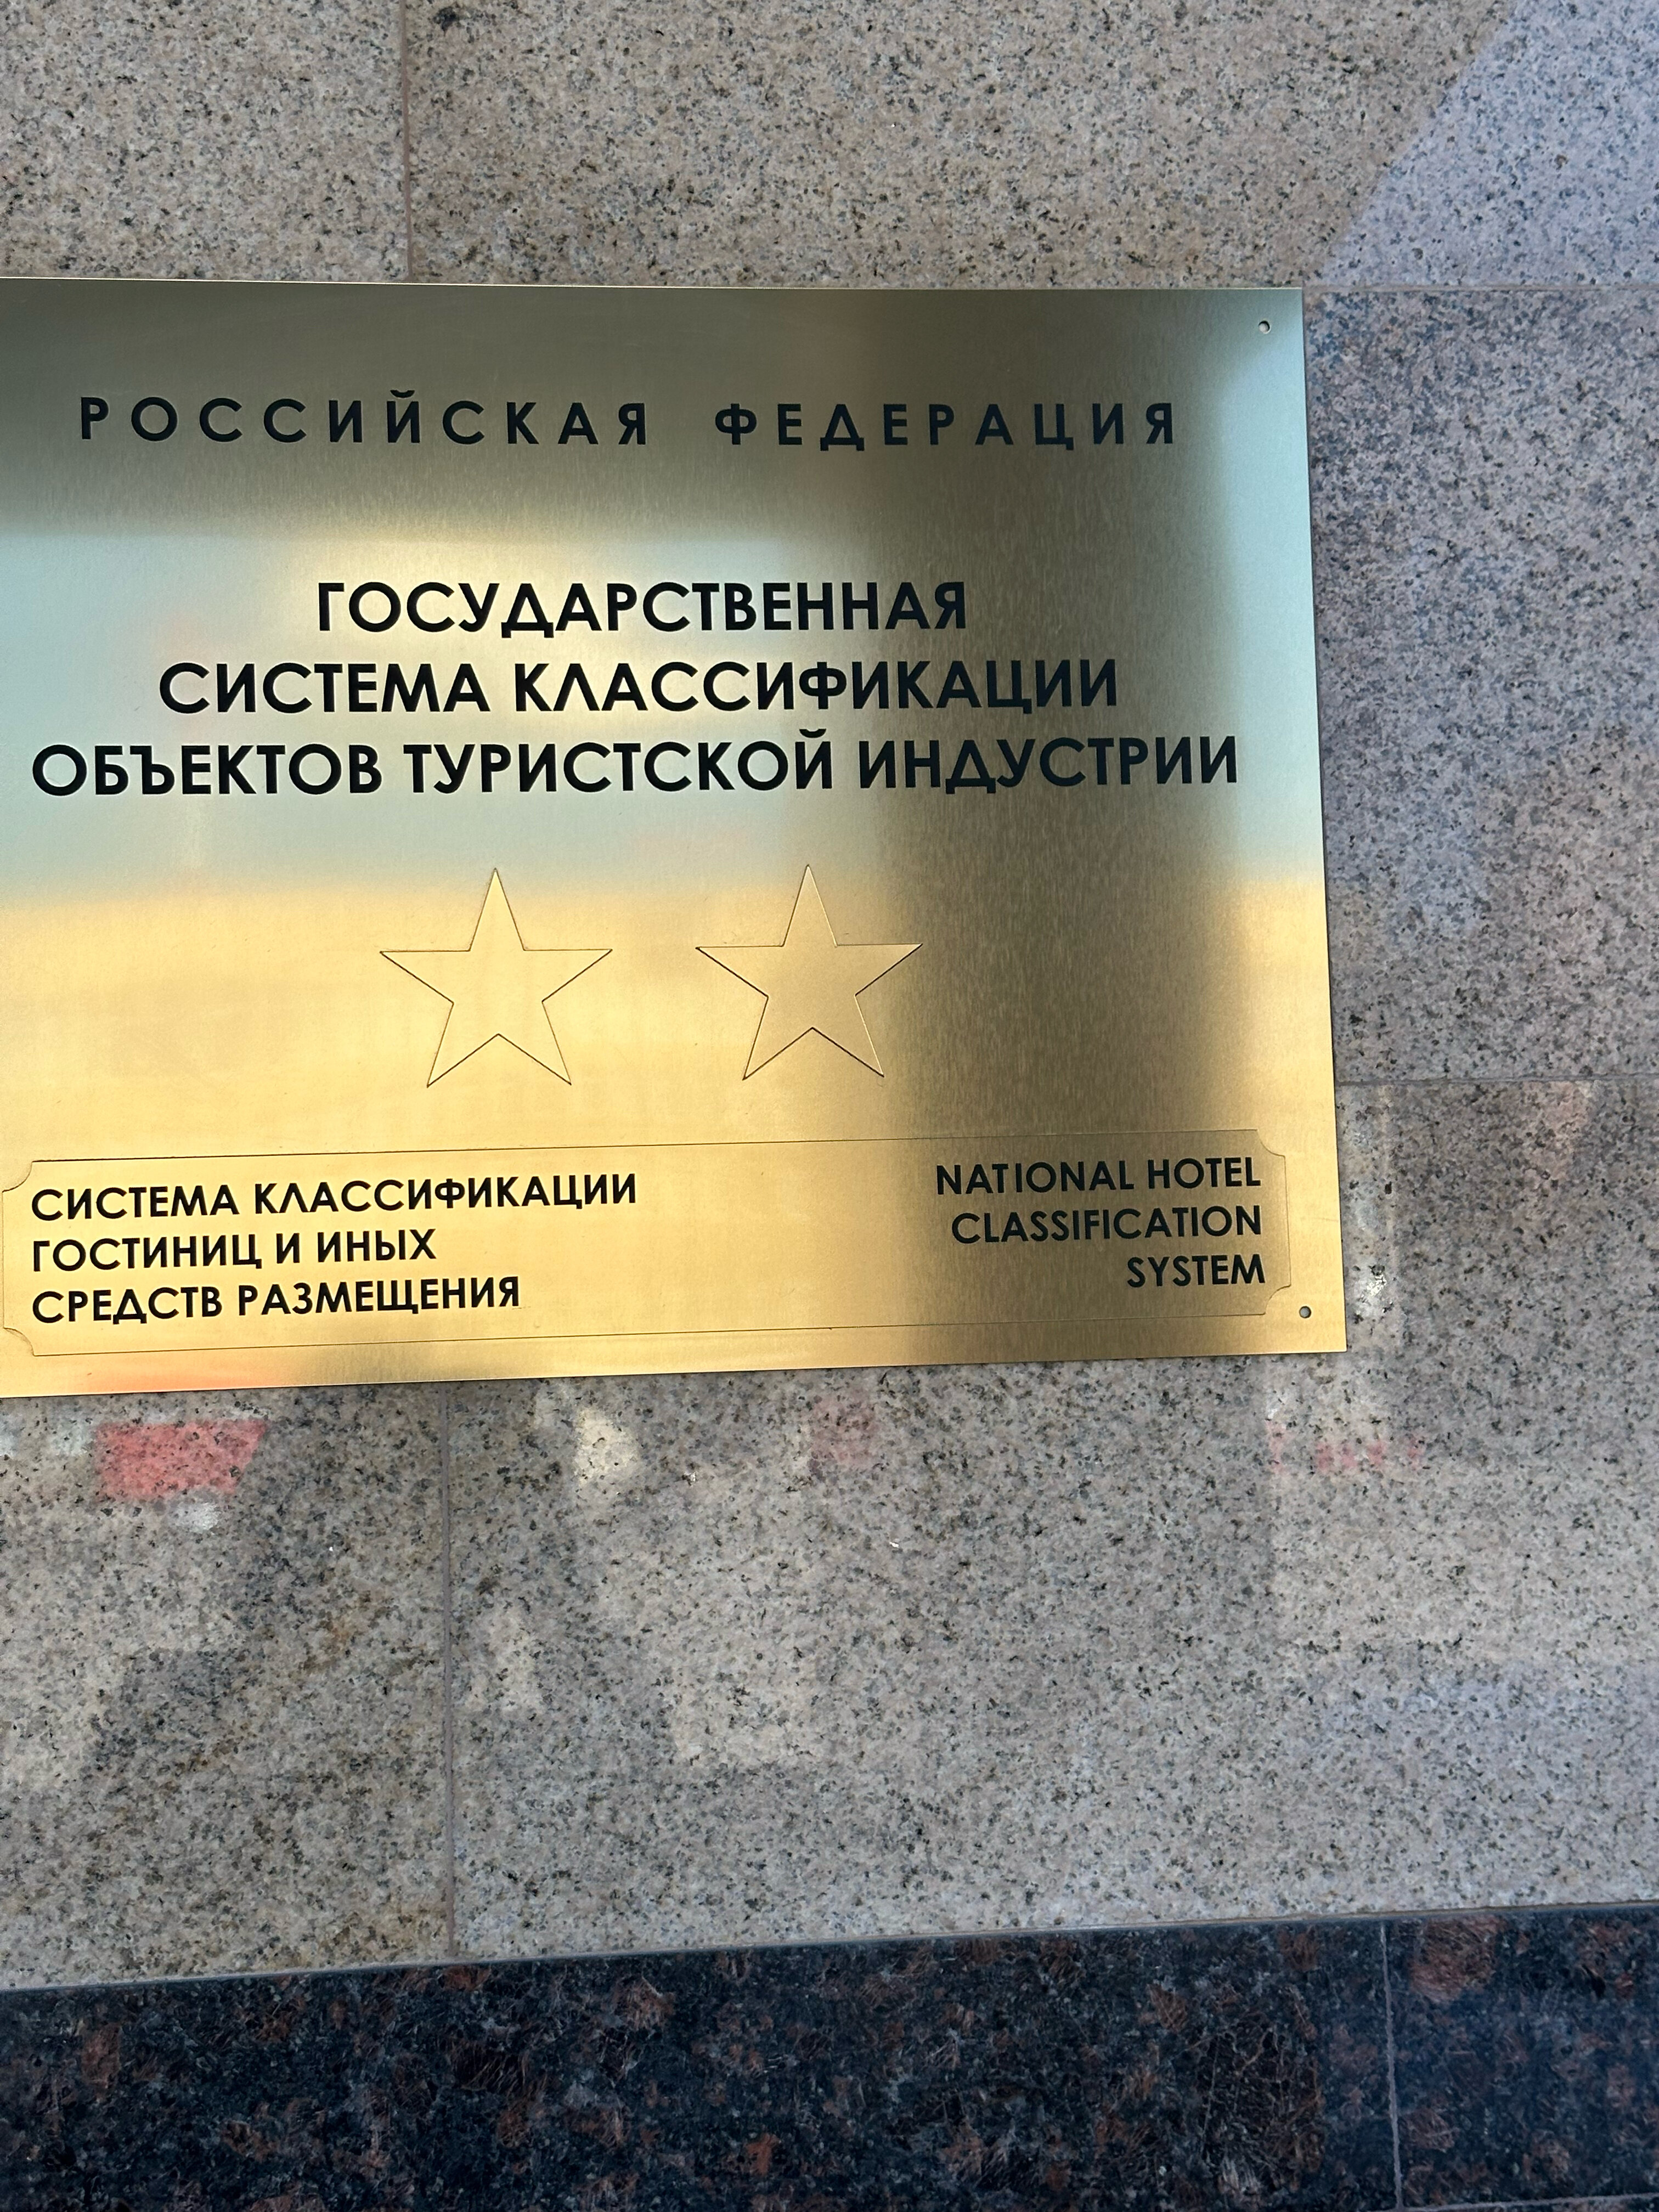 РОССИЙСКАЯ ФЕДЕРАЦИЯ
ГОСУДАРСТВЕННАЯ
СИСТЕМА КЛАССИФИКАЦИИ
ОБЪЕКТОВ ТУРИСТСКОЙ ИНДУСТРИИ
СИСТЕМА КЛАССИФИКАЦИИ
ГОСТИНИЦ И ИНЫХ
СРЕДСТВ РАЗМЕЩЕНИЯ
NATIONAL HOTEL
CLASSIFICATION
SYSTEM